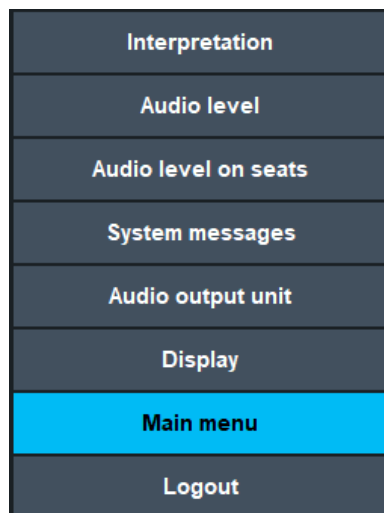 Interpretation
Audio level
Audio level on seats
System messages
Audio output unit
Display
Main menu
Logout